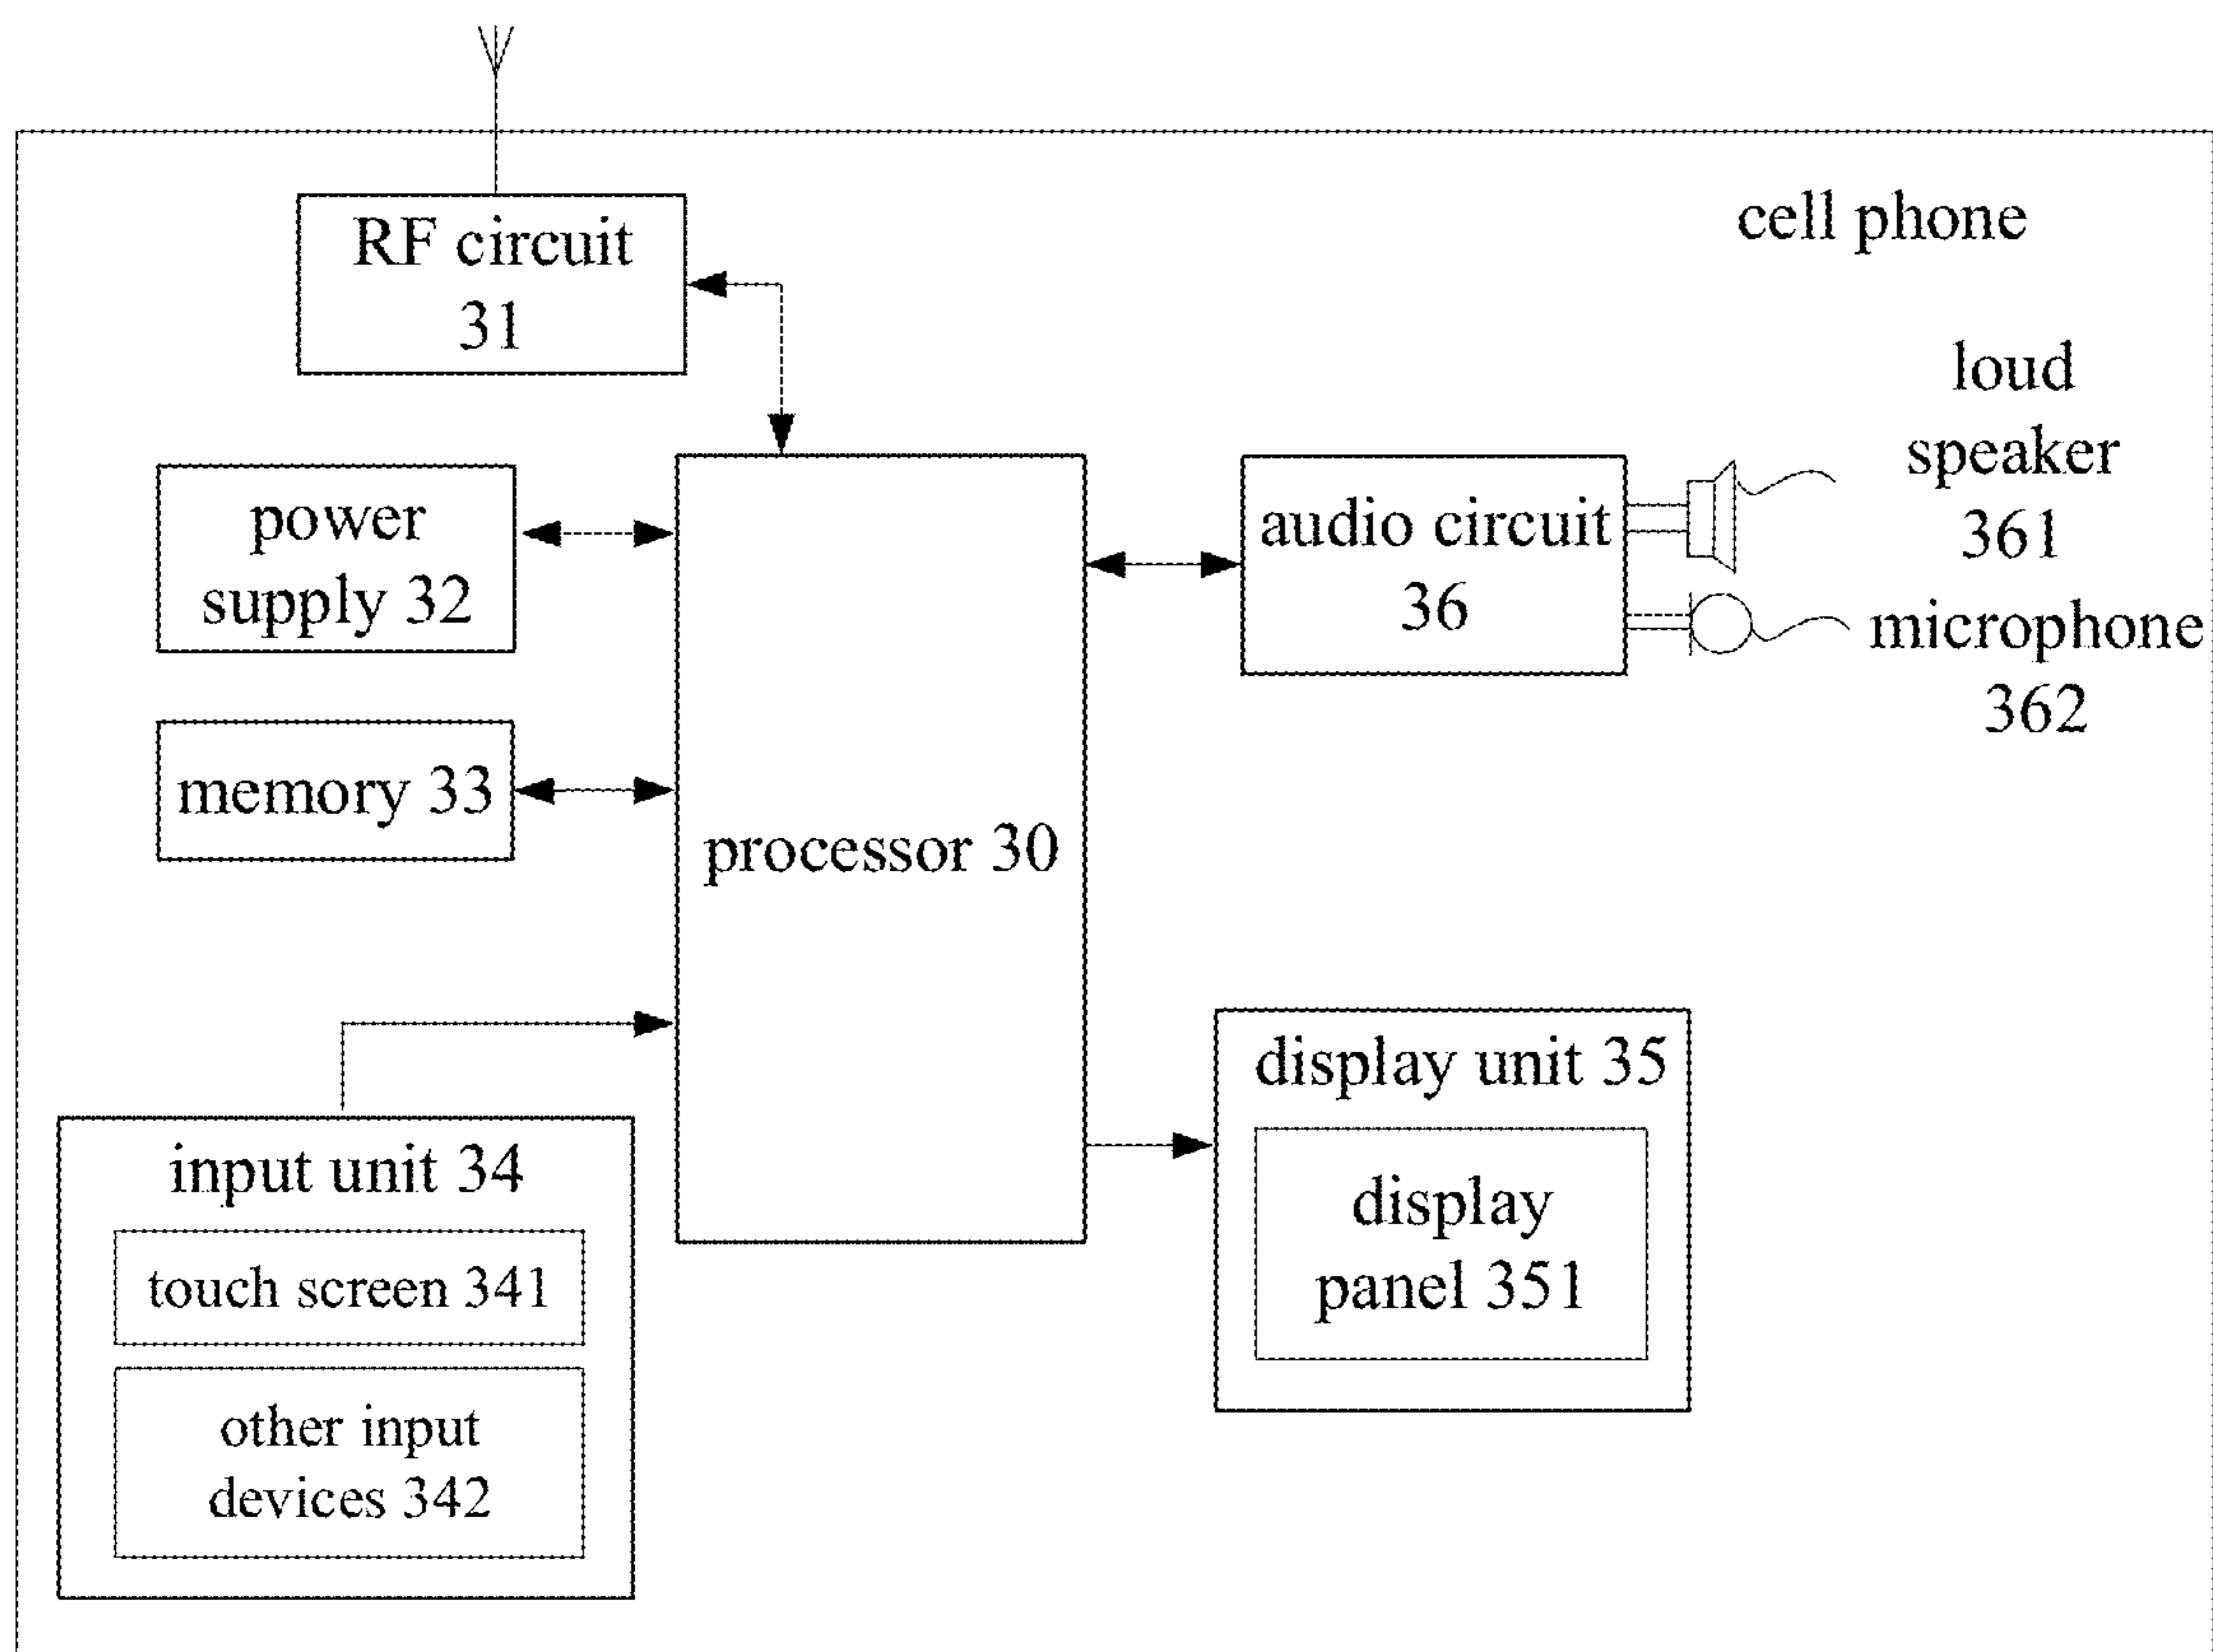 RF circuit
31
cell phone
loud
speaker
361
power
supply 32
audio circuit
36
microphone
362
memory 33
processor 30
input unit 34
touch screen 341
other input
devices 342
display unit 35
display
panel 351